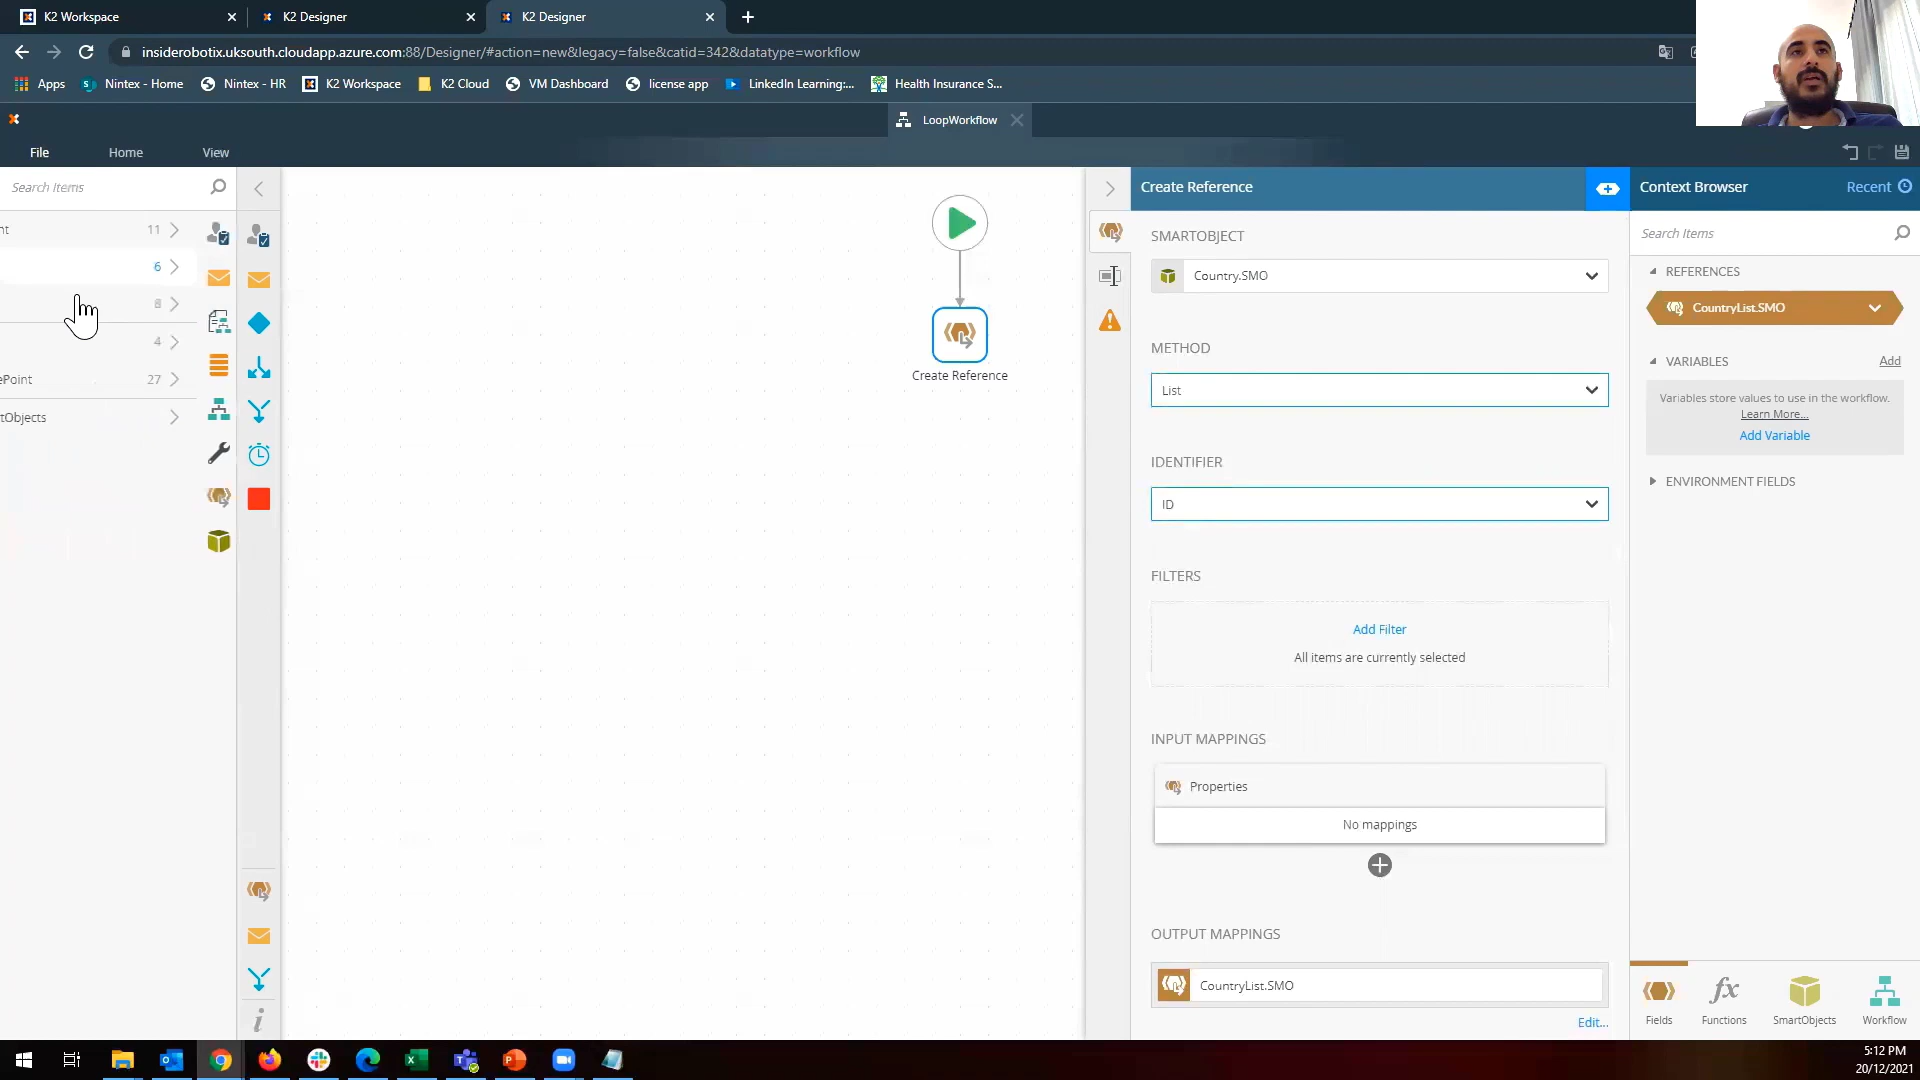 K2 Workspace
K2 Designer
K2 Designer
insiderobotix.uksouth.cloudapp.azure.com:88/Designer/#action=new&legacy=false&catid=342&datatype=workflow
Apps
Nintex - Home
Nintex - HR
K2 Workspace
K2 Cloud
VM Dashboard
license app
LinkedIn Learning:...
Health Insurance S...
LoopWorkflow
File
Home
View
Search Items
nt
11
6
8
4
ePoint
27
tObjects
Create Reference
Create Reference
SMARTOBJECT
Country.SMO
METHOD
List
IDENTIFIER
ID
FILTERS
Add Filter
All items are currently selected
INPUT MAPPINGS
Properties
No mappings
OUTPUT MAPPINGS
CountryList.SMO
Edit...
Context Browser
Recent
Search Items
REFERENCES
CountryList.SMO
VARIABLES
Add
Variables store values to use in the workflow.
Learn More...
Add Variable
ENVIRONMENT FIELDS
Fields
Functions
SmartObjects
Workflow
5:12 PM
20/12/2021